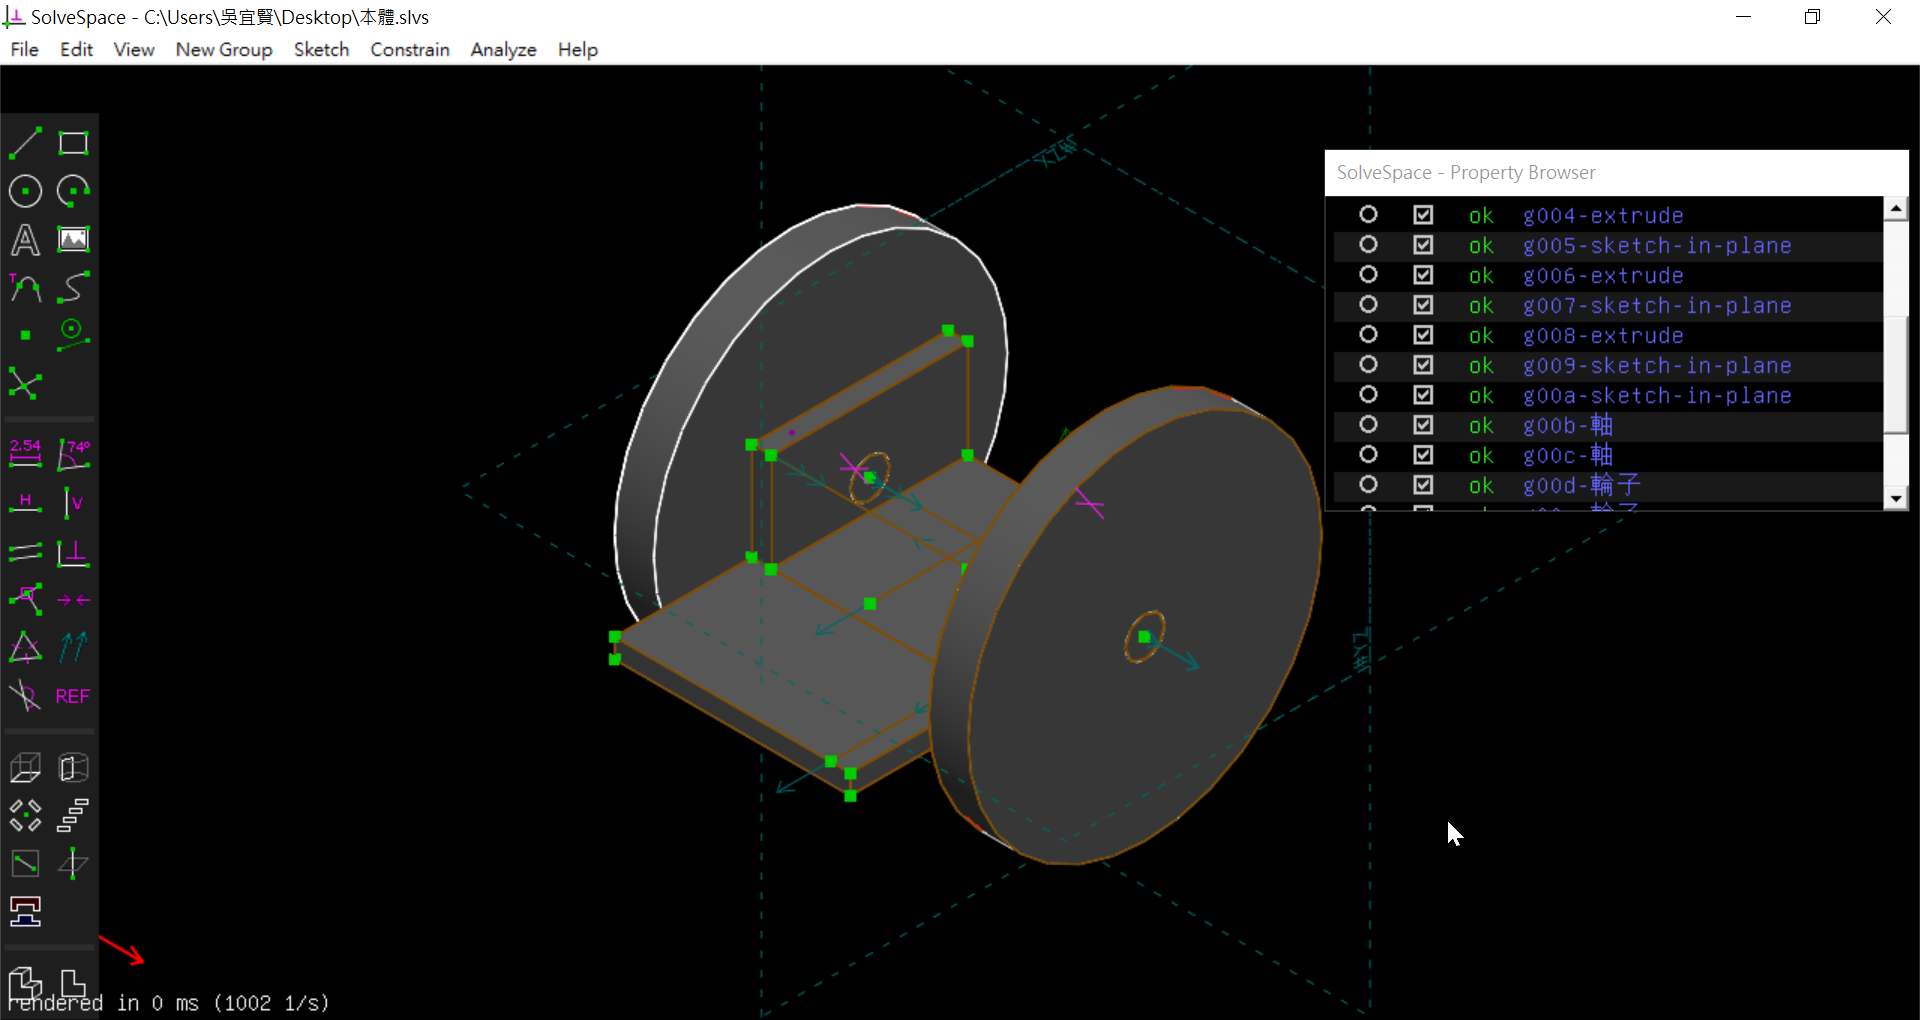 SolveSpace - C:\Users\吳宜賢\Desktop\本體.slvs
File Edit View New Group Sketch Constrain Analyze Help
#XZ
SolveSpace - Property Browser
ok g004-extrude
ok g005-sketch-in-plane
ok g006-extrude
ok g007-sketch-in-plane
ok g008-extrude
ok g009-sketch-in-plane
ok g00a-sketch-in-plane
ok g00b-軸
ok g00c-軸
ok g00d-輪子
A
T
2.54 74°
H V
REF
#YZ
rendered in 0 ms (1002 1/s)